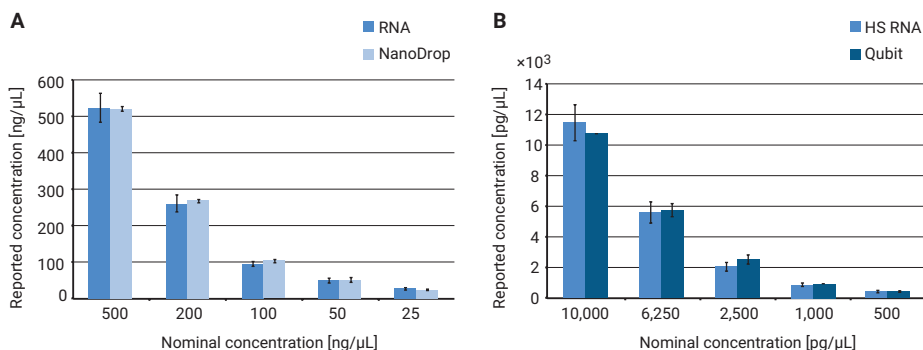 A
RNA
NanoDrop
Reported concentration [ng/µL]
600
500
400
300
200
100
0
500 200 100 50 25
Nominal concentration [ng/µL]
B
HS RNA
Qubit
×10³
Reported concentration [pg/µL]
14
12
10
8
6
4
2
0
10,000 6,250 2,500 1,000 500
Nominal concentration [pg/µL]